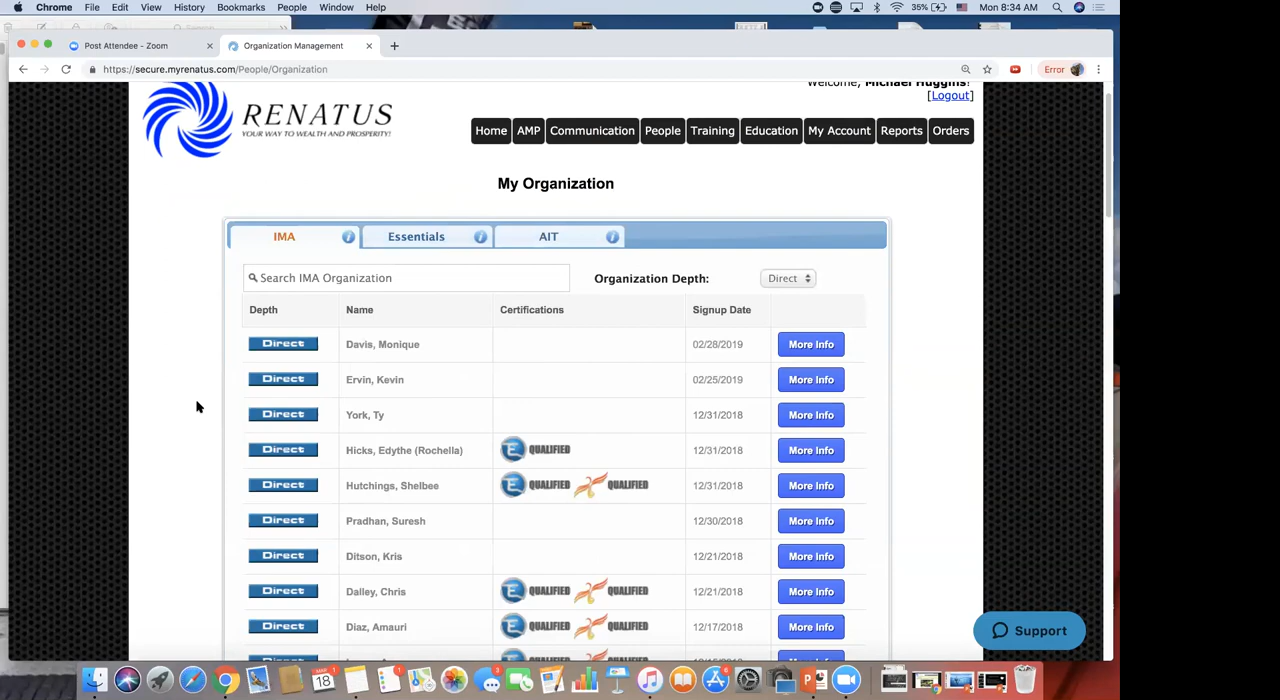 Chrome File Edit View History Bookmarks People Window Help 35% Mon 8:34 AM
Post Attendee - Zoom Organization Management
https://secure.myrenatus.com/People/Organization Error
Welcome, Michael Huggins!
[Logout]
RENATUS
YOUR WAY TO WEALTH AND PROSPERITY!
Home AMP Communication People Training Education My Account Reports Orders
My Organization
IMA Essentials AIT
Search IMA Organization Organization Depth: Direct
Depth Name Certifications Signup Date
Direct Davis, Monique 02/28/2019 More Info
Direct Ervin, Kevin 02/25/2019 More Info
Direct York, Ty 12/31/2018 More Info
Direct Hicks, Edythe (Rochella) E QUALIFIED 12/31/2018 More Info
Direct Hutchings, Shelbee E QUALIFIED QUALIFIED 12/31/2018 More Info
Direct Pradhan, Suresh 12/30/2018 More Info
Direct Ditson, Kris 12/21/2018 More Info
Direct Dalley, Chris E QUALIFIED QUALIFIED 12/21/2018 More Info
Direct Diaz, Amauri E QUALIFIED QUALIFIED 12/17/2018 More Info
Support
18